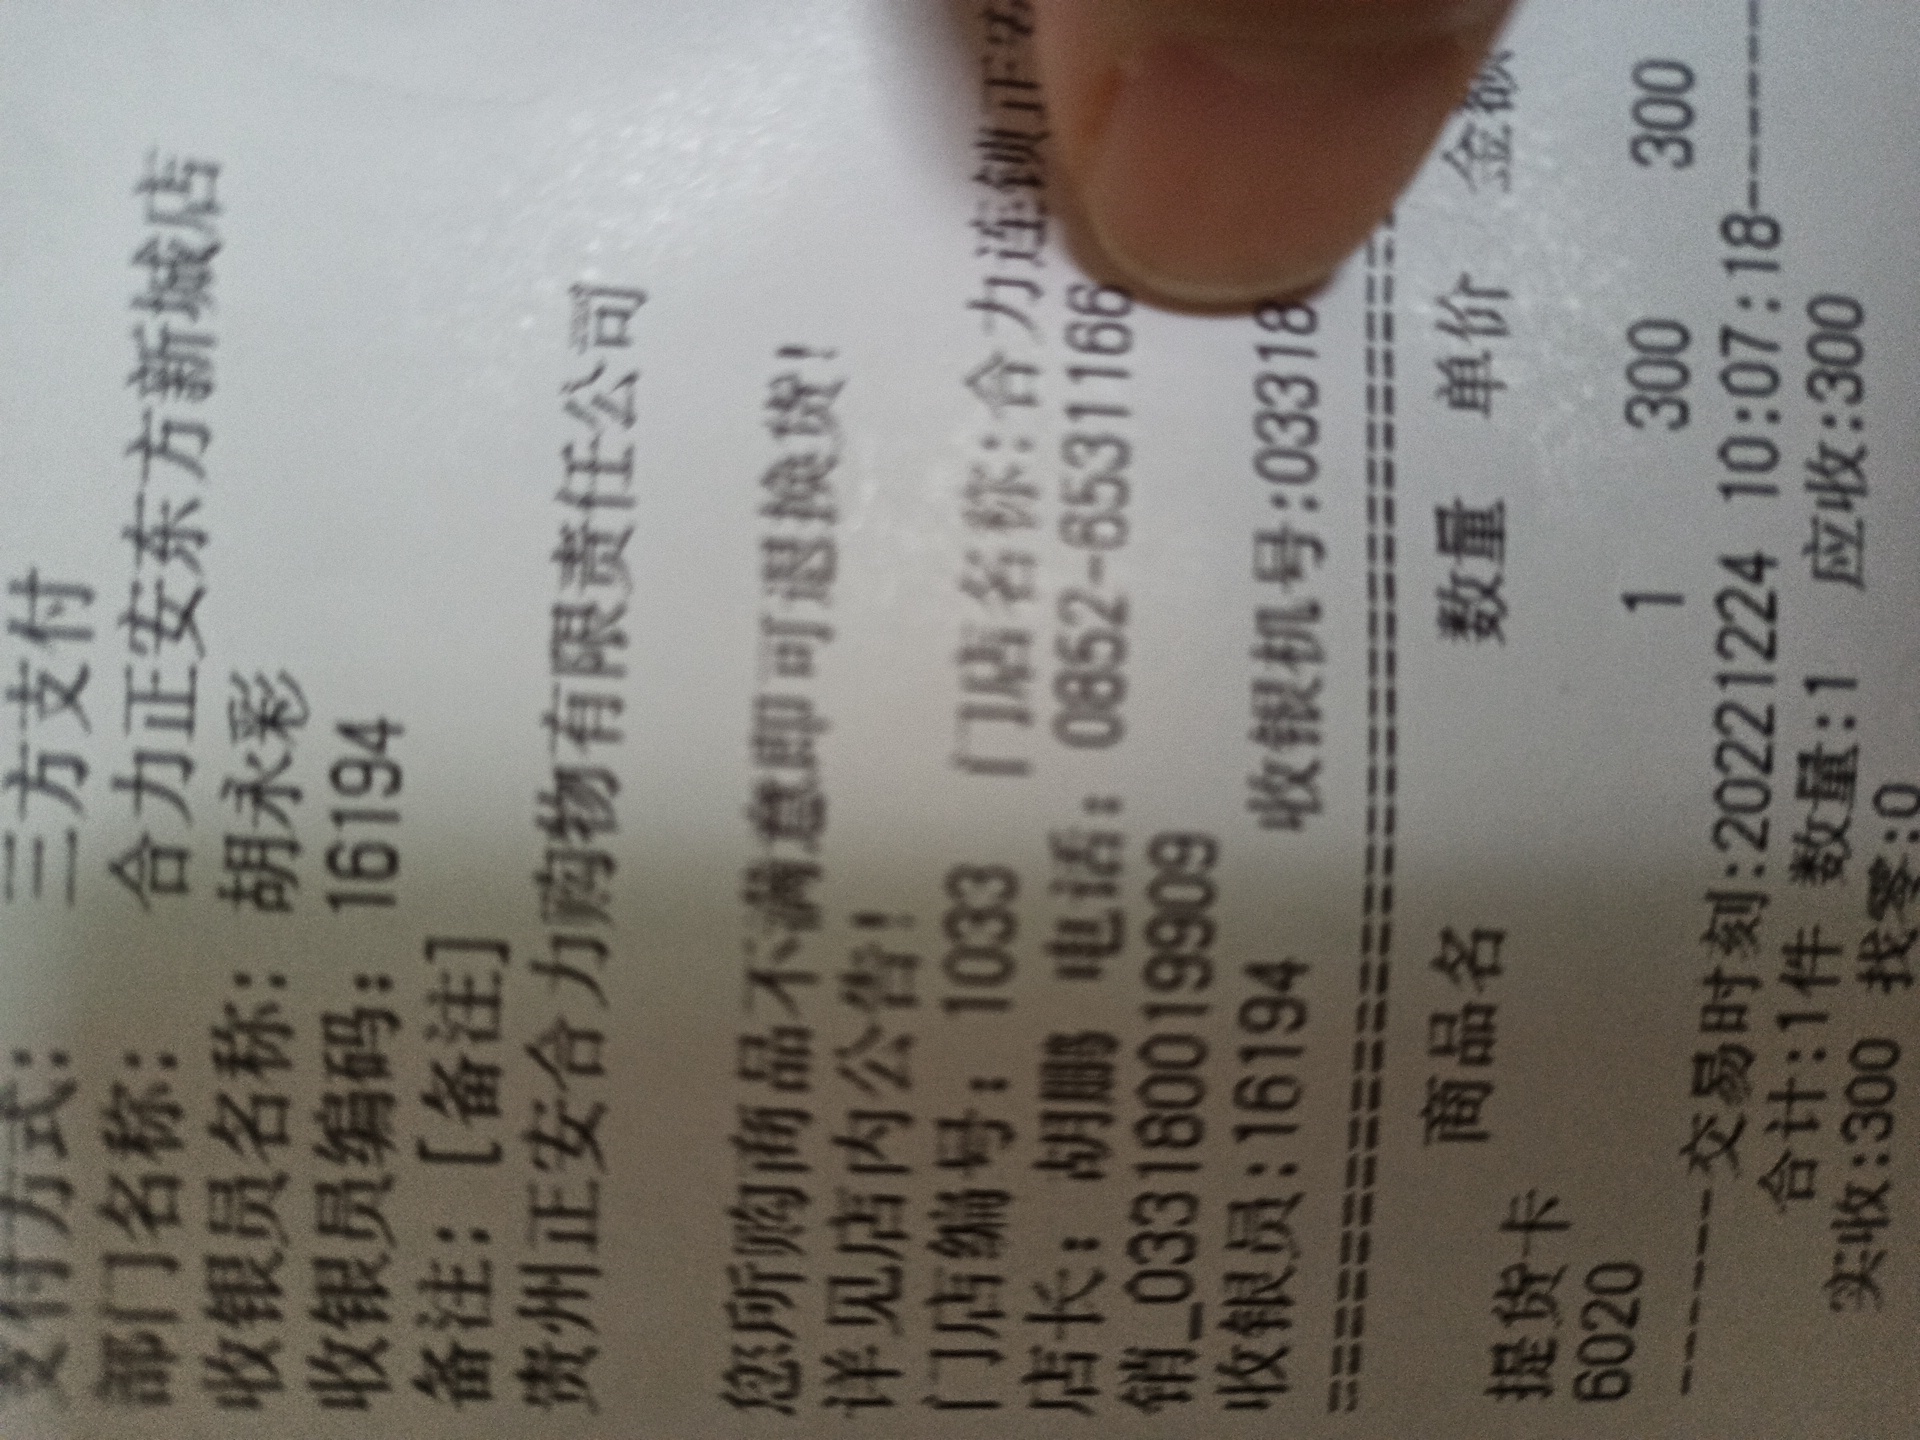 支付方式: 三方支付
部门名称: 合力正安东方新城店
收银员名称: 胡永彩
收银员编码: 16194
备注: [备注]
贵州正安合力购物有限责任公司
您所购商品不满意即可退换货!
详见店内公告!
门店编号: 1033 门店名称:合力连锁正安
店长: 胡鹏 电话: 0852-6531166
销_033180019909
收银员:16194 收银机号:03318
商品名 数量 单价 金额
提货卡
6020 1 300 300
--------交易时刻:20221224 10:07:18--------
合计:1件 数量:1 应收:300
实收:300 找零:0